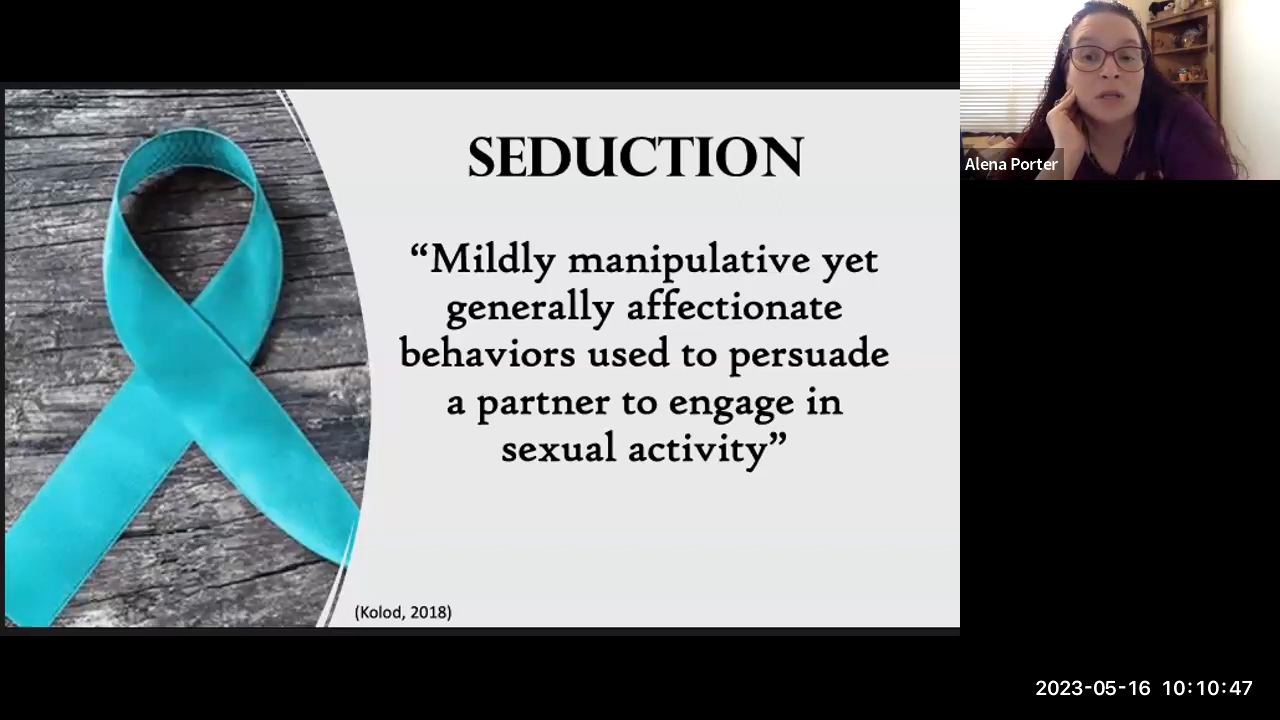 SEDUCTION
“Mildly manipulative yet
generally affectionate
behaviors used to persuade
a partner to engage in
sexual activity”
(Kolod, 2018)
Alena Porter
2023-05-16 10:10:47